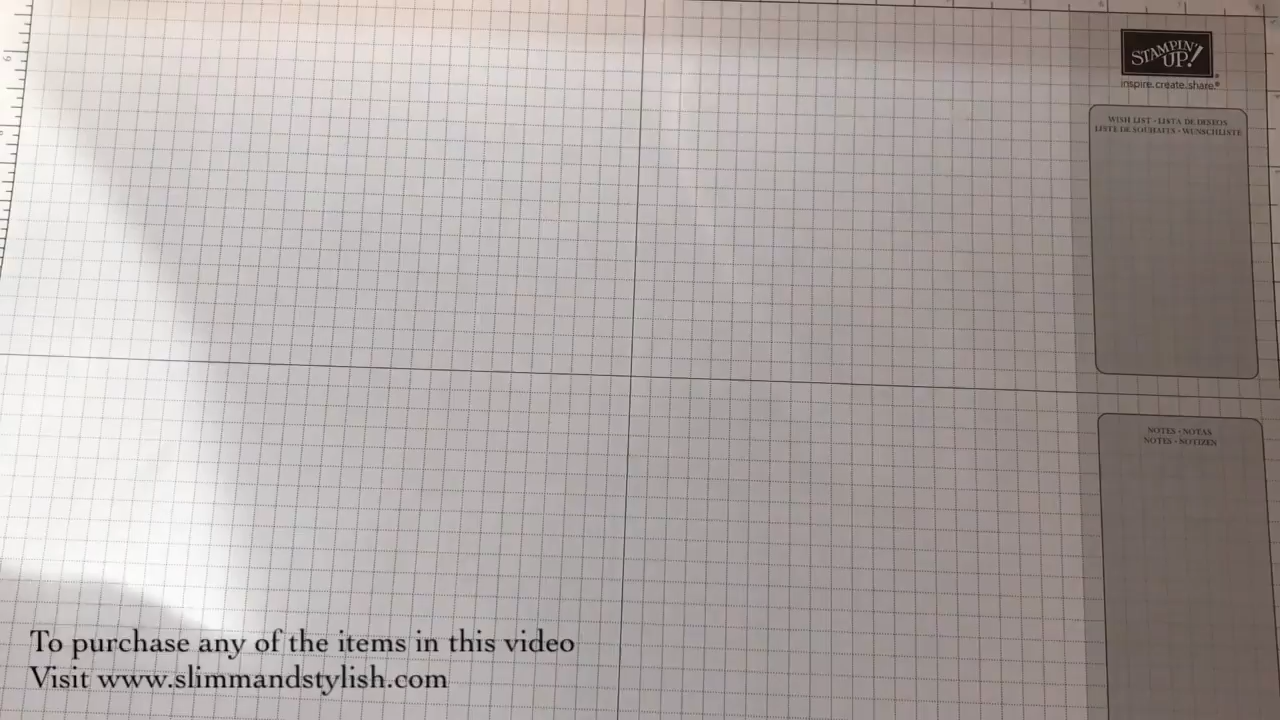 STAMPIN' UP!®
inspire.create.share.®
WISH LIST • LISTA DE DESEOS
LISTE DE SOUHAITS • WUNSCHLISTE
NOTES • NOTAS
NOTES • NOTIZEN
To purchase any of the items in this video
Visit www.slimmandstylish.com